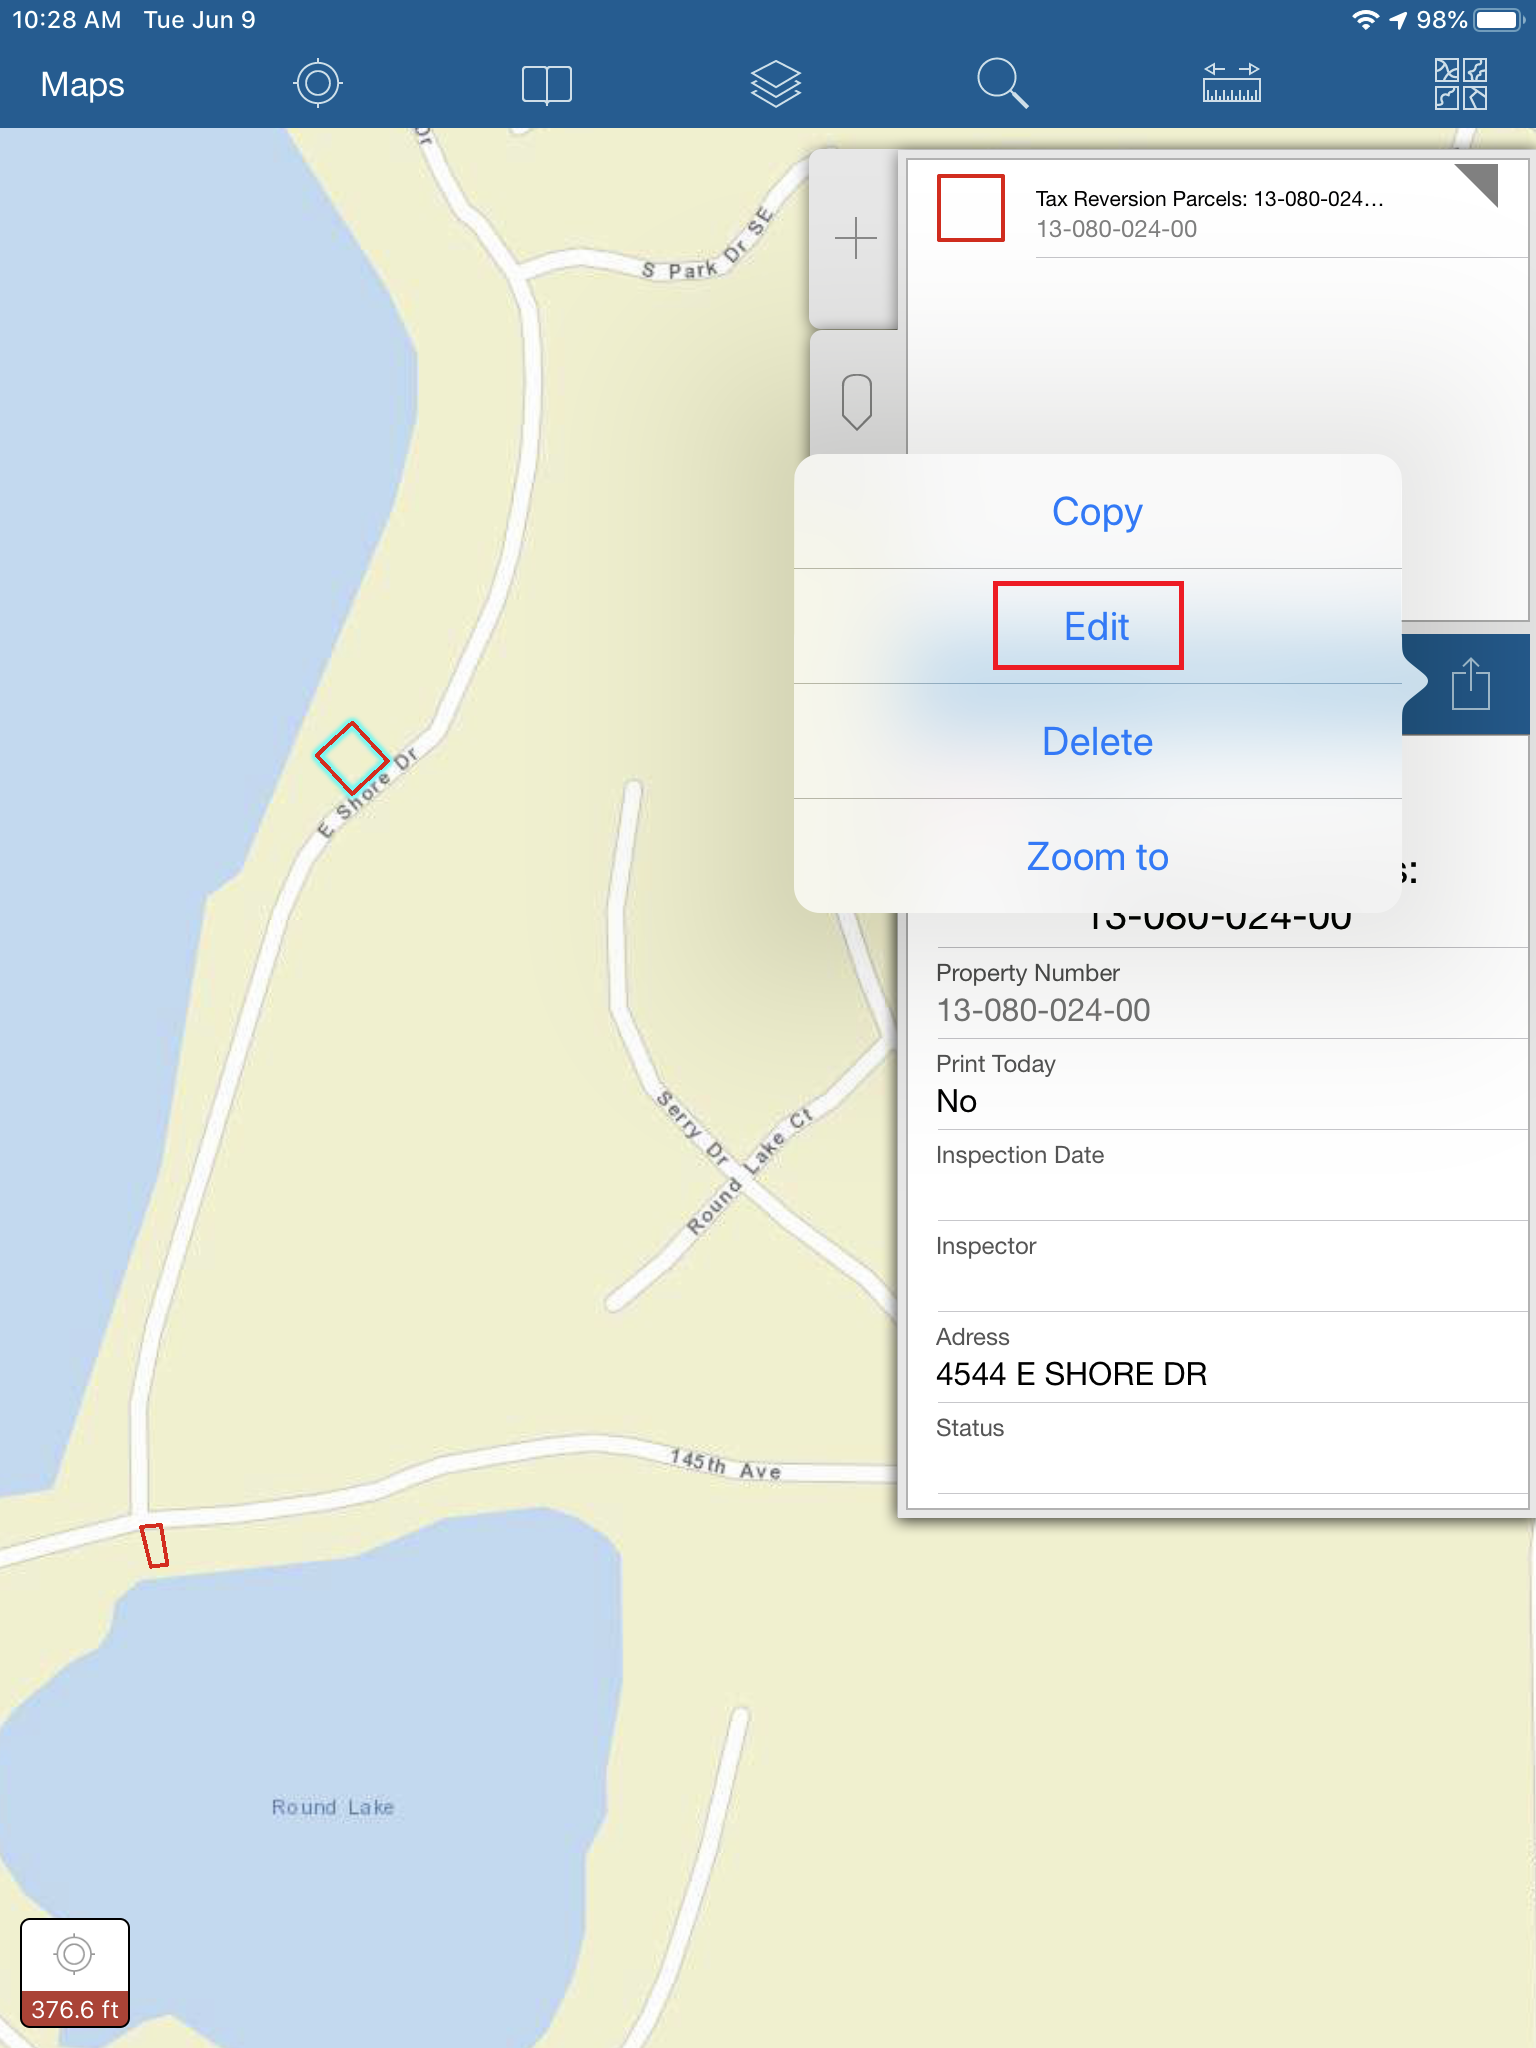 10:28 AM Tue Jun 9
98%
Maps
Dr
S Park Dr SE
Tax Reversion Parcels: 13-080-024...
13-080-024-00
Copy
Edit
Delete
Zoom to
s:
13-080-024-00
E Shore Dr
Property Number
13-080-024-00
Print Today
No
Serry Dr
Round Lake Ct
Inspection Date
Inspector
Adress
4544 E SHORE DR
Status
145th Ave
Round Lake
376.6 ft